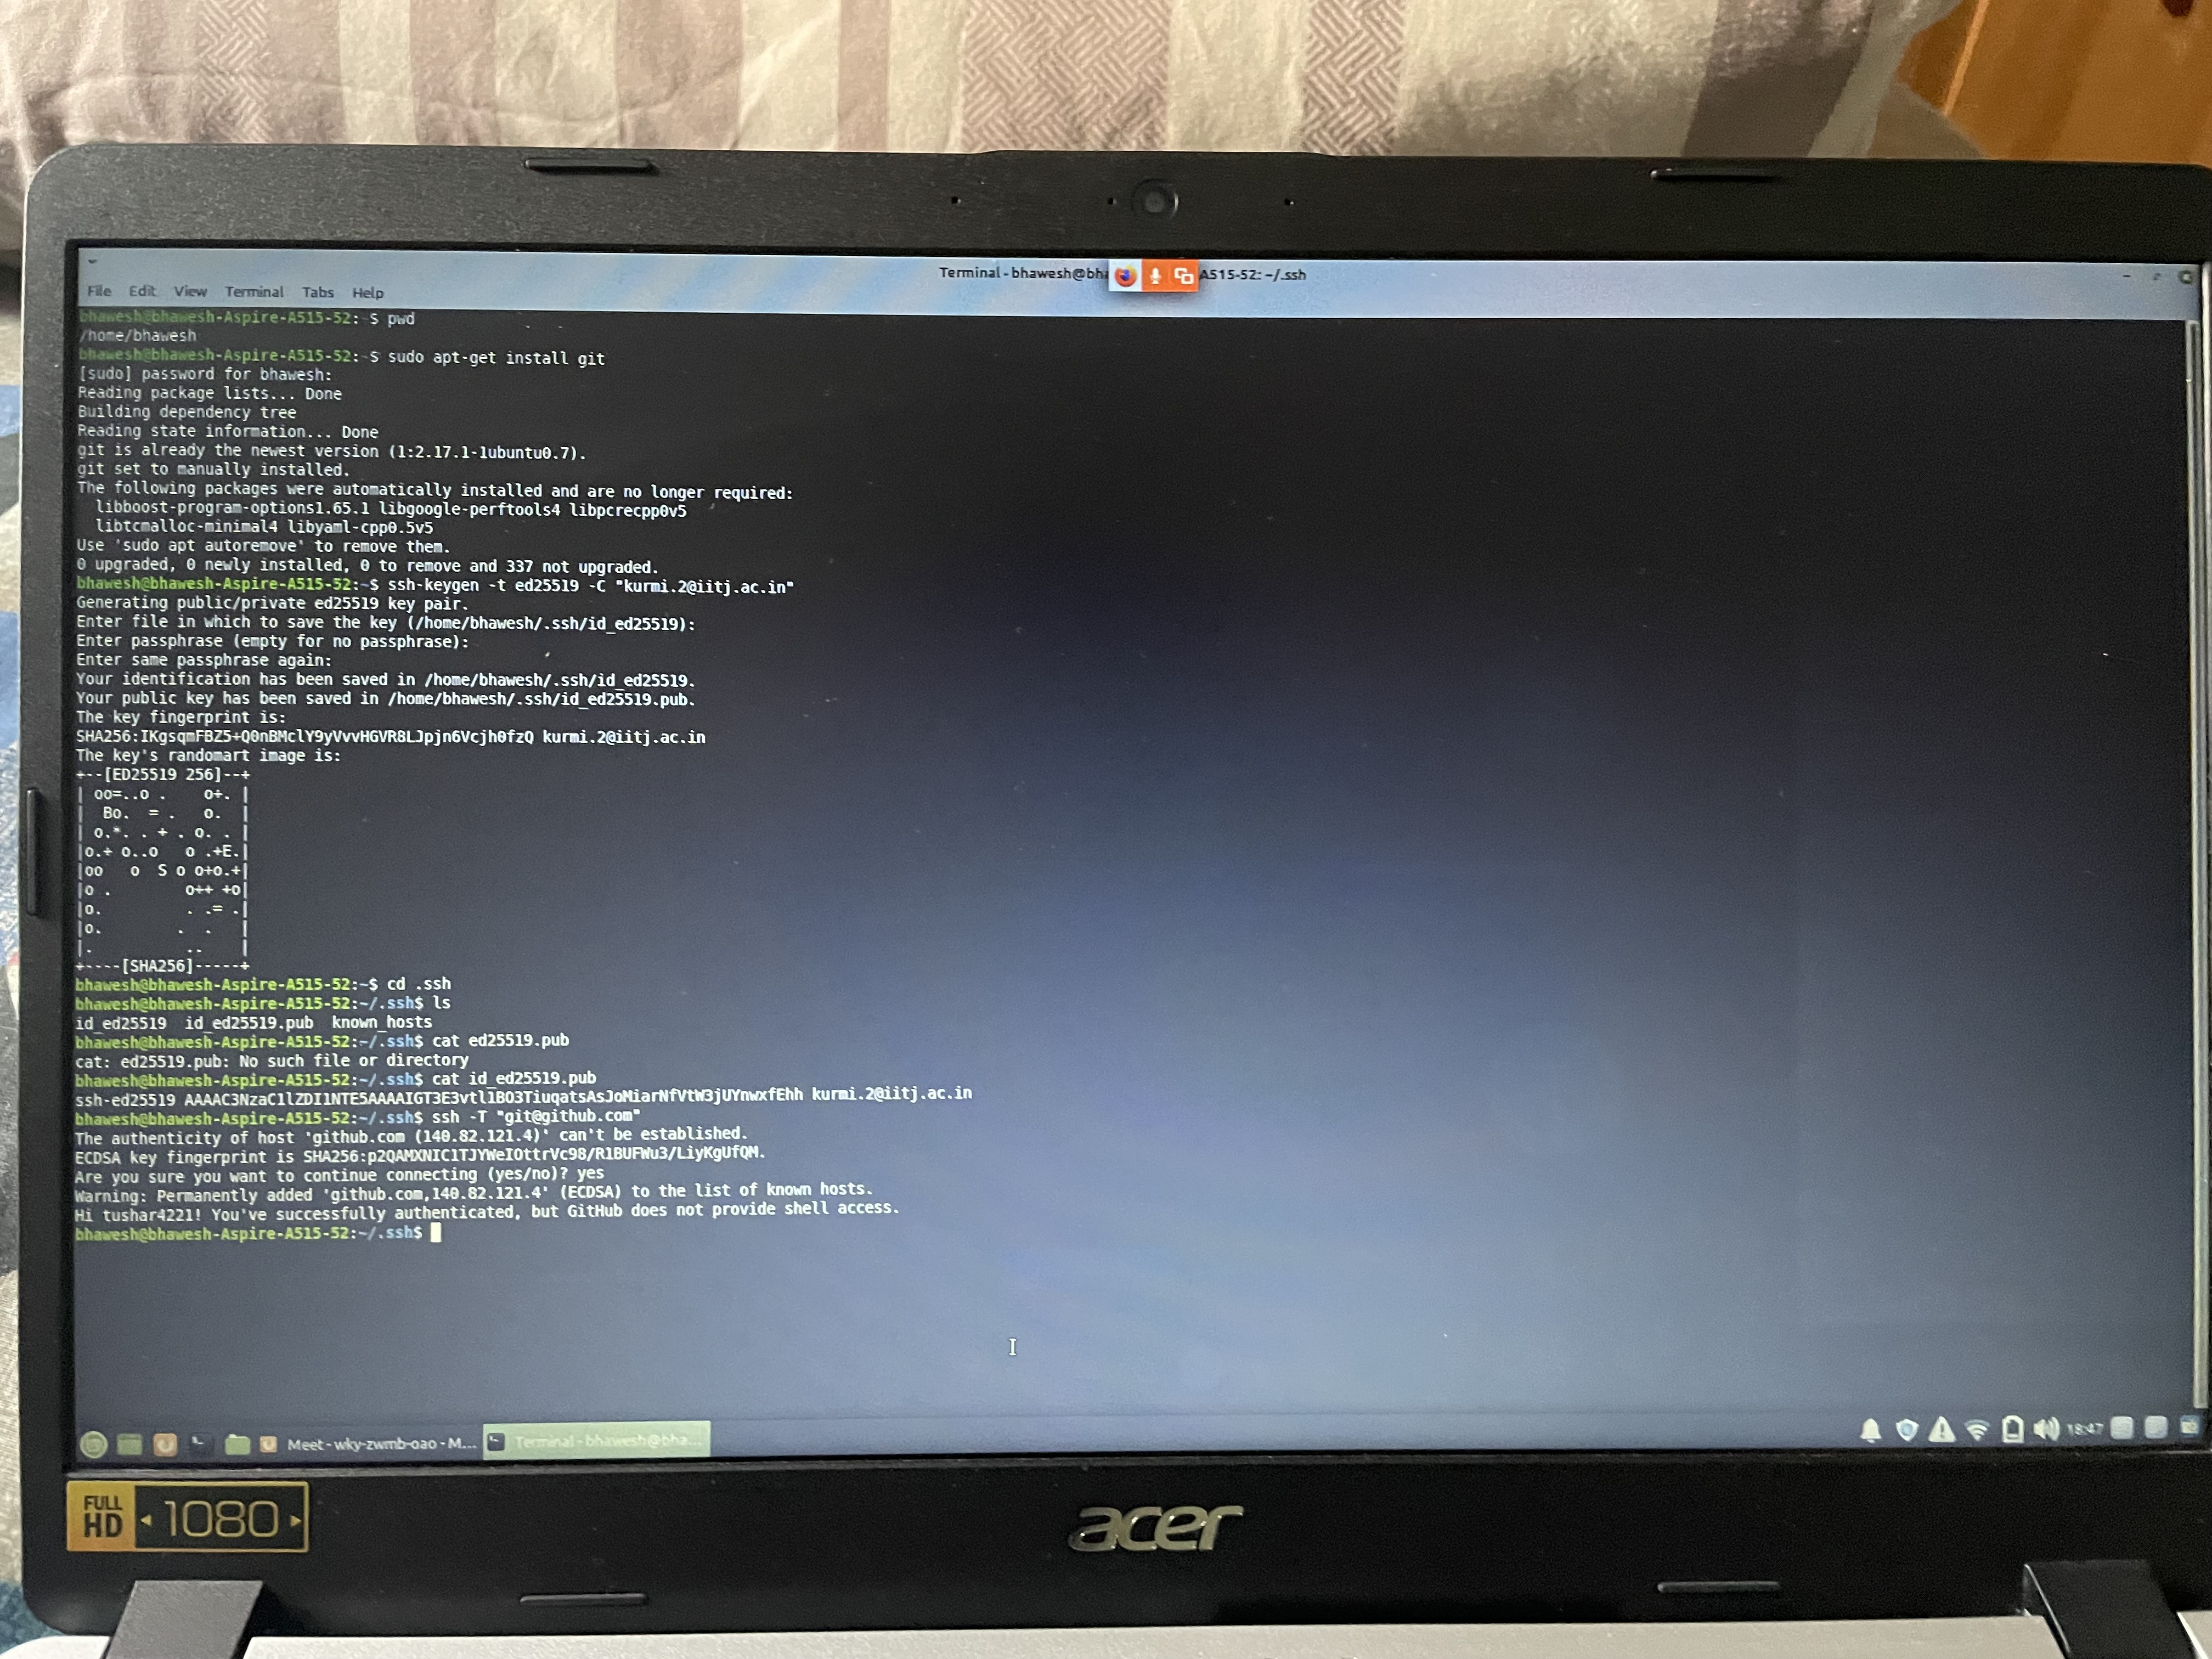 Terminal - bhawesh@bha A515-52: ~/.ssh
File Edit View Terminal Tabs Help
bhawesh@bhawesh-Aspire-A515-52:~$ pwd
/home/bhawesh
bhawesh@bhawesh-Aspire-A515-52:~$ sudo apt-get install git
[sudo] password for bhawesh:
Reading package lists... Done
Building dependency tree
Reading state information... Done
git is already the newest version (1:2.17.1-1ubuntu0.7).
git set to manually installed.
The following packages were automatically installed and are no longer required:
  libboost-program-options1.65.1 libgoogle-perftools4 libpcrecpp0v5
  libtcmalloc-minimal4 libyaml-cpp0.5v5
Use 'sudo apt autoremove' to remove them.
0 upgraded, 0 newly installed, 0 to remove and 337 not upgraded.
bhawesh@bhawesh-Aspire-A515-52:~$ ssh-keygen -t ed25519 -C "kurmi.2@iitj.ac.in"
Generating public/private ed25519 key pair.
Enter file in which to save the key (/home/bhawesh/.ssh/id_ed25519):
Enter passphrase (empty for no passphrase):
Enter same passphrase again:
Your identification has been saved in /home/bhawesh/.ssh/id_ed25519.
Your public key has been saved in /home/bhawesh/.ssh/id_ed25519.pub.
The key fingerprint is:
SHA256:IKgsqmFBZ5+Q0nBMclY9yVvvHGVR8LJpjn6Vcjh0fzQ kurmi.2@iitj.ac.in
The key's randomart image is:
+--[ED25519 256]--+
| oo=..o .    o+. |
|  Bo.  = .   o.  |
| o.*. . + . o. . |
|o.+ o..o   o .+E.|
|oo   o  S o o+o.+|
|o .        o++ +o|
|o.          . .= .|
|o.         .  .   |
|.           ..    |
+----[SHA256]-----+
bhawesh@bhawesh-Aspire-A515-52:~$ cd .ssh
bhawesh@bhawesh-Aspire-A515-52:~/.ssh$ ls
id_ed25519  id_ed25519.pub  known_hosts
bhawesh@bhawesh-Aspire-A515-52:~/.ssh$ cat ed25519.pub
cat: ed25519.pub: No such file or directory
bhawesh@bhawesh-Aspire-A515-52:~/.ssh$ cat id_ed25519.pub
ssh-ed25519 AAAAC3NzaC1lZDI1NTE5AAAAIGT3E3vtl1BO3TiuqatsAsJoMiarNfVtW3jUYnwxfEhh kurmi.2@iitj.ac.in
bhawesh@bhawesh-Aspire-A515-52:~/.ssh$ ssh -T "git@github.com"
The authenticity of host 'github.com (140.82.121.4)' can't be established.
ECDSA key fingerprint is SHA256:p2QAMXNIC1TJYWeIOttrVc98/R1BUFWu3/LiyKgUfQM.
Are you sure you want to continue connecting (yes/no)? yes
Warning: Permanently added 'github.com,140.82.121.4' (ECDSA) to the list of known hosts.
Hi tushar4221! You've successfully authenticated, but GitHub does not provide shell access.
bhawesh@bhawesh-Aspire-A515-52:~/.ssh$
Meet - wky-zwmb-oao - M... Terminal - bhawesh@bha... 18:47
FULL HD 1080
acer